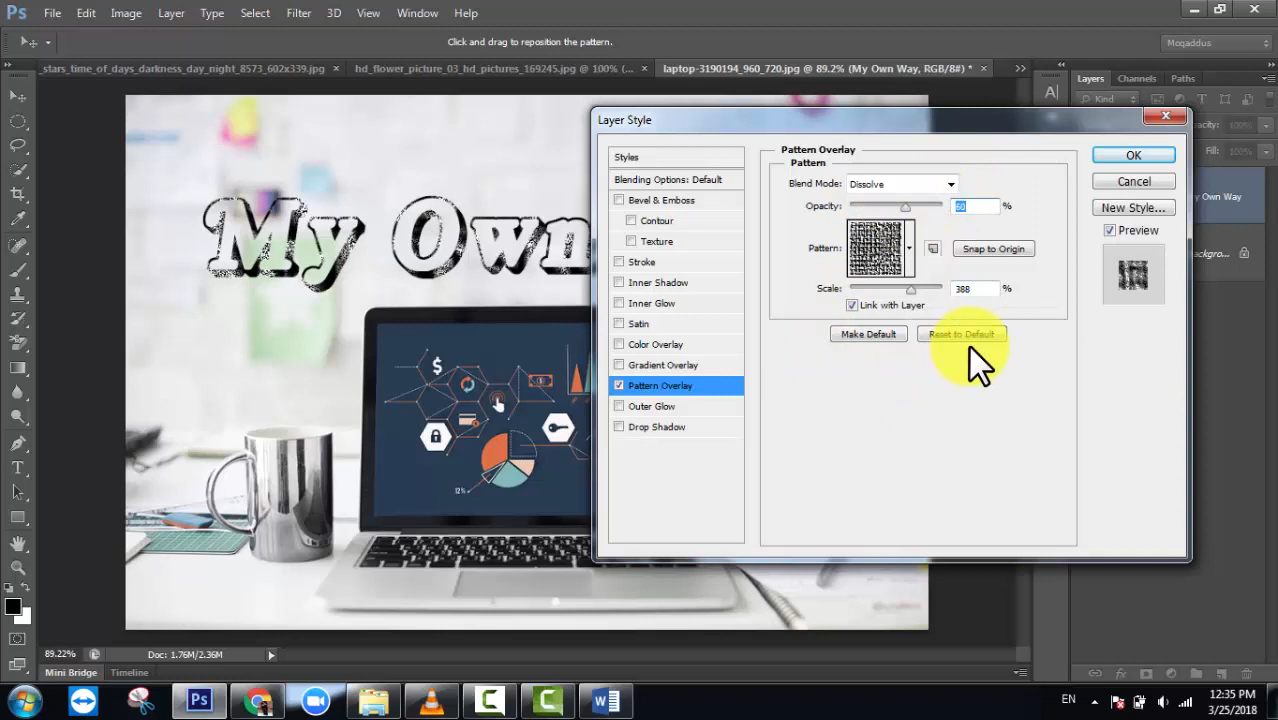 Ps File Edit Image Layer Type Select Filter 3D View Window Help
Click and drag to reposition the pattern.
Moqaddus
_stars_time_of_days_darkness_day_night_8573_602x339.jpg
hd_flower_picture_03_hd_pictures_169245.jpg @ 100% (...
laptop-3190194_960_720.jpg @ 89.2% (My Own Way, RGB/8#) *
Layers Channels Paths
Kind
Opacity: 100%
Fill: 100%
My Own Way
My Own
Layer Style
Styles
Blending Options: Default
Bevel & Emboss
Contour
Texture
Stroke
Inner Shadow
Inner Glow
Satin
Color Overlay
Gradient Overlay
Pattern Overlay
Outer Glow
Drop Shadow
Pattern Overlay
Pattern
Blend Mode: Dissolve
Opacity: 60 %
Pattern: Snap to Origin
Scale: 388 %
Link with Layer
Make Default Reset to Default
OK
Cancel
New Style...
Preview
$
12%
89.22% Doc: 1.76M/2.36M
Mini Bridge Timeline
EN
12:35 PM
3/25/2018